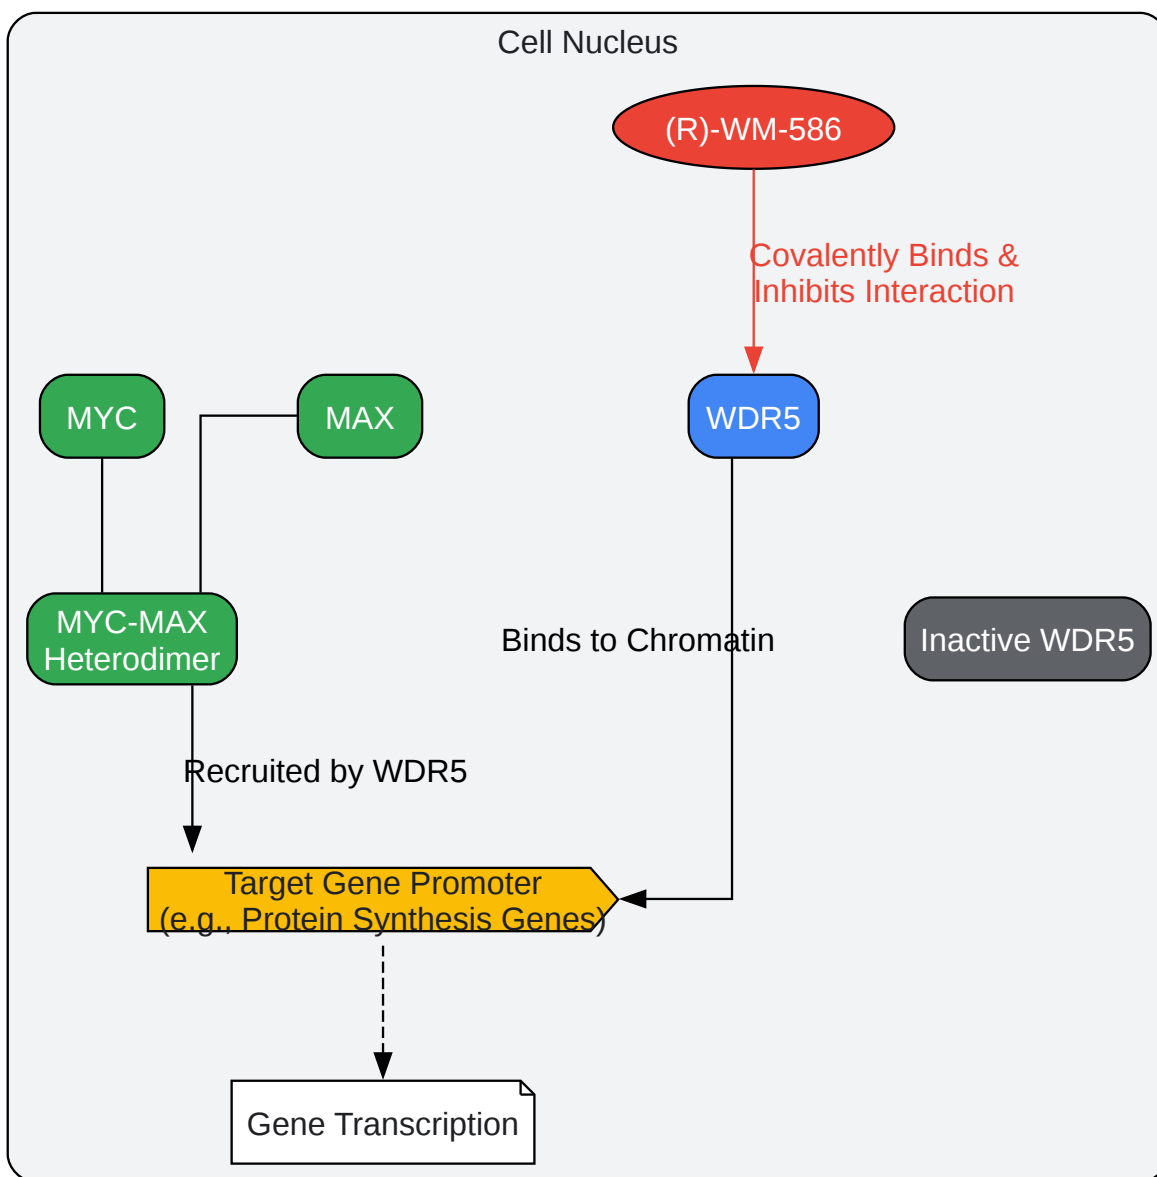 Cell Nucleus
(R)-WM-586
Covalently Binds &
Inhibits Interaction
MYC
MAX
WDR5
MYC-MAX
Heterodimer
Binds to Chromatin
Inactive WDR5
Recruited by WDR5
Target Gene Promoter
(e.g., Protein Synthesis Genes)
Gene Transcription